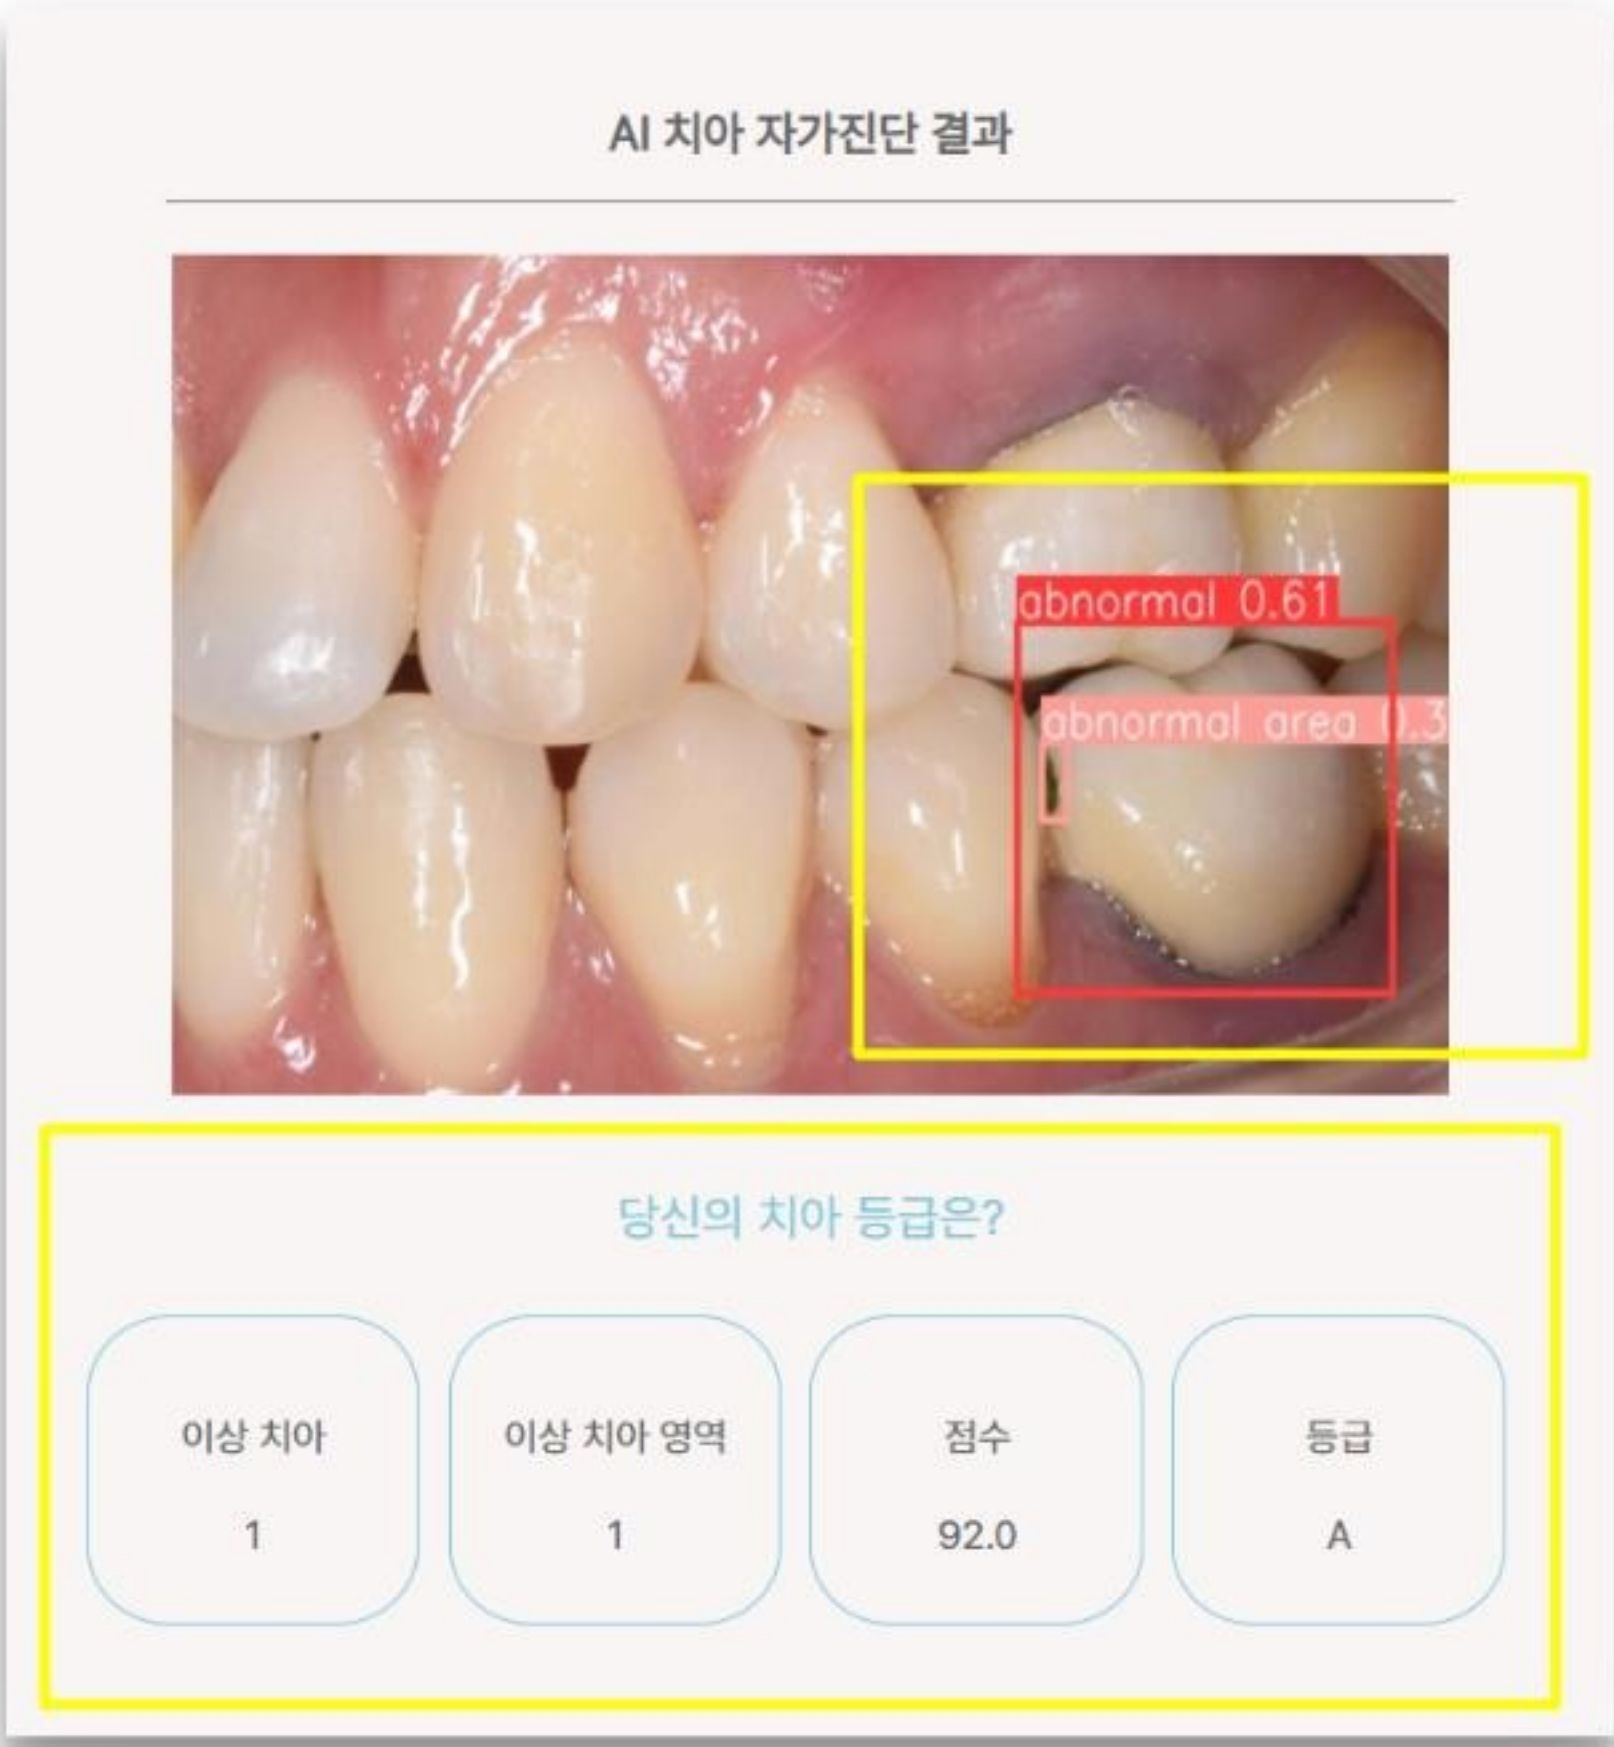 AI 치아 자가진단 결과
abnormal 0.61
abnormal area 0.3
당신의 치아 등급은?
이상 치아
이상 치아 영역
점수
등급
1
1
92.0
A